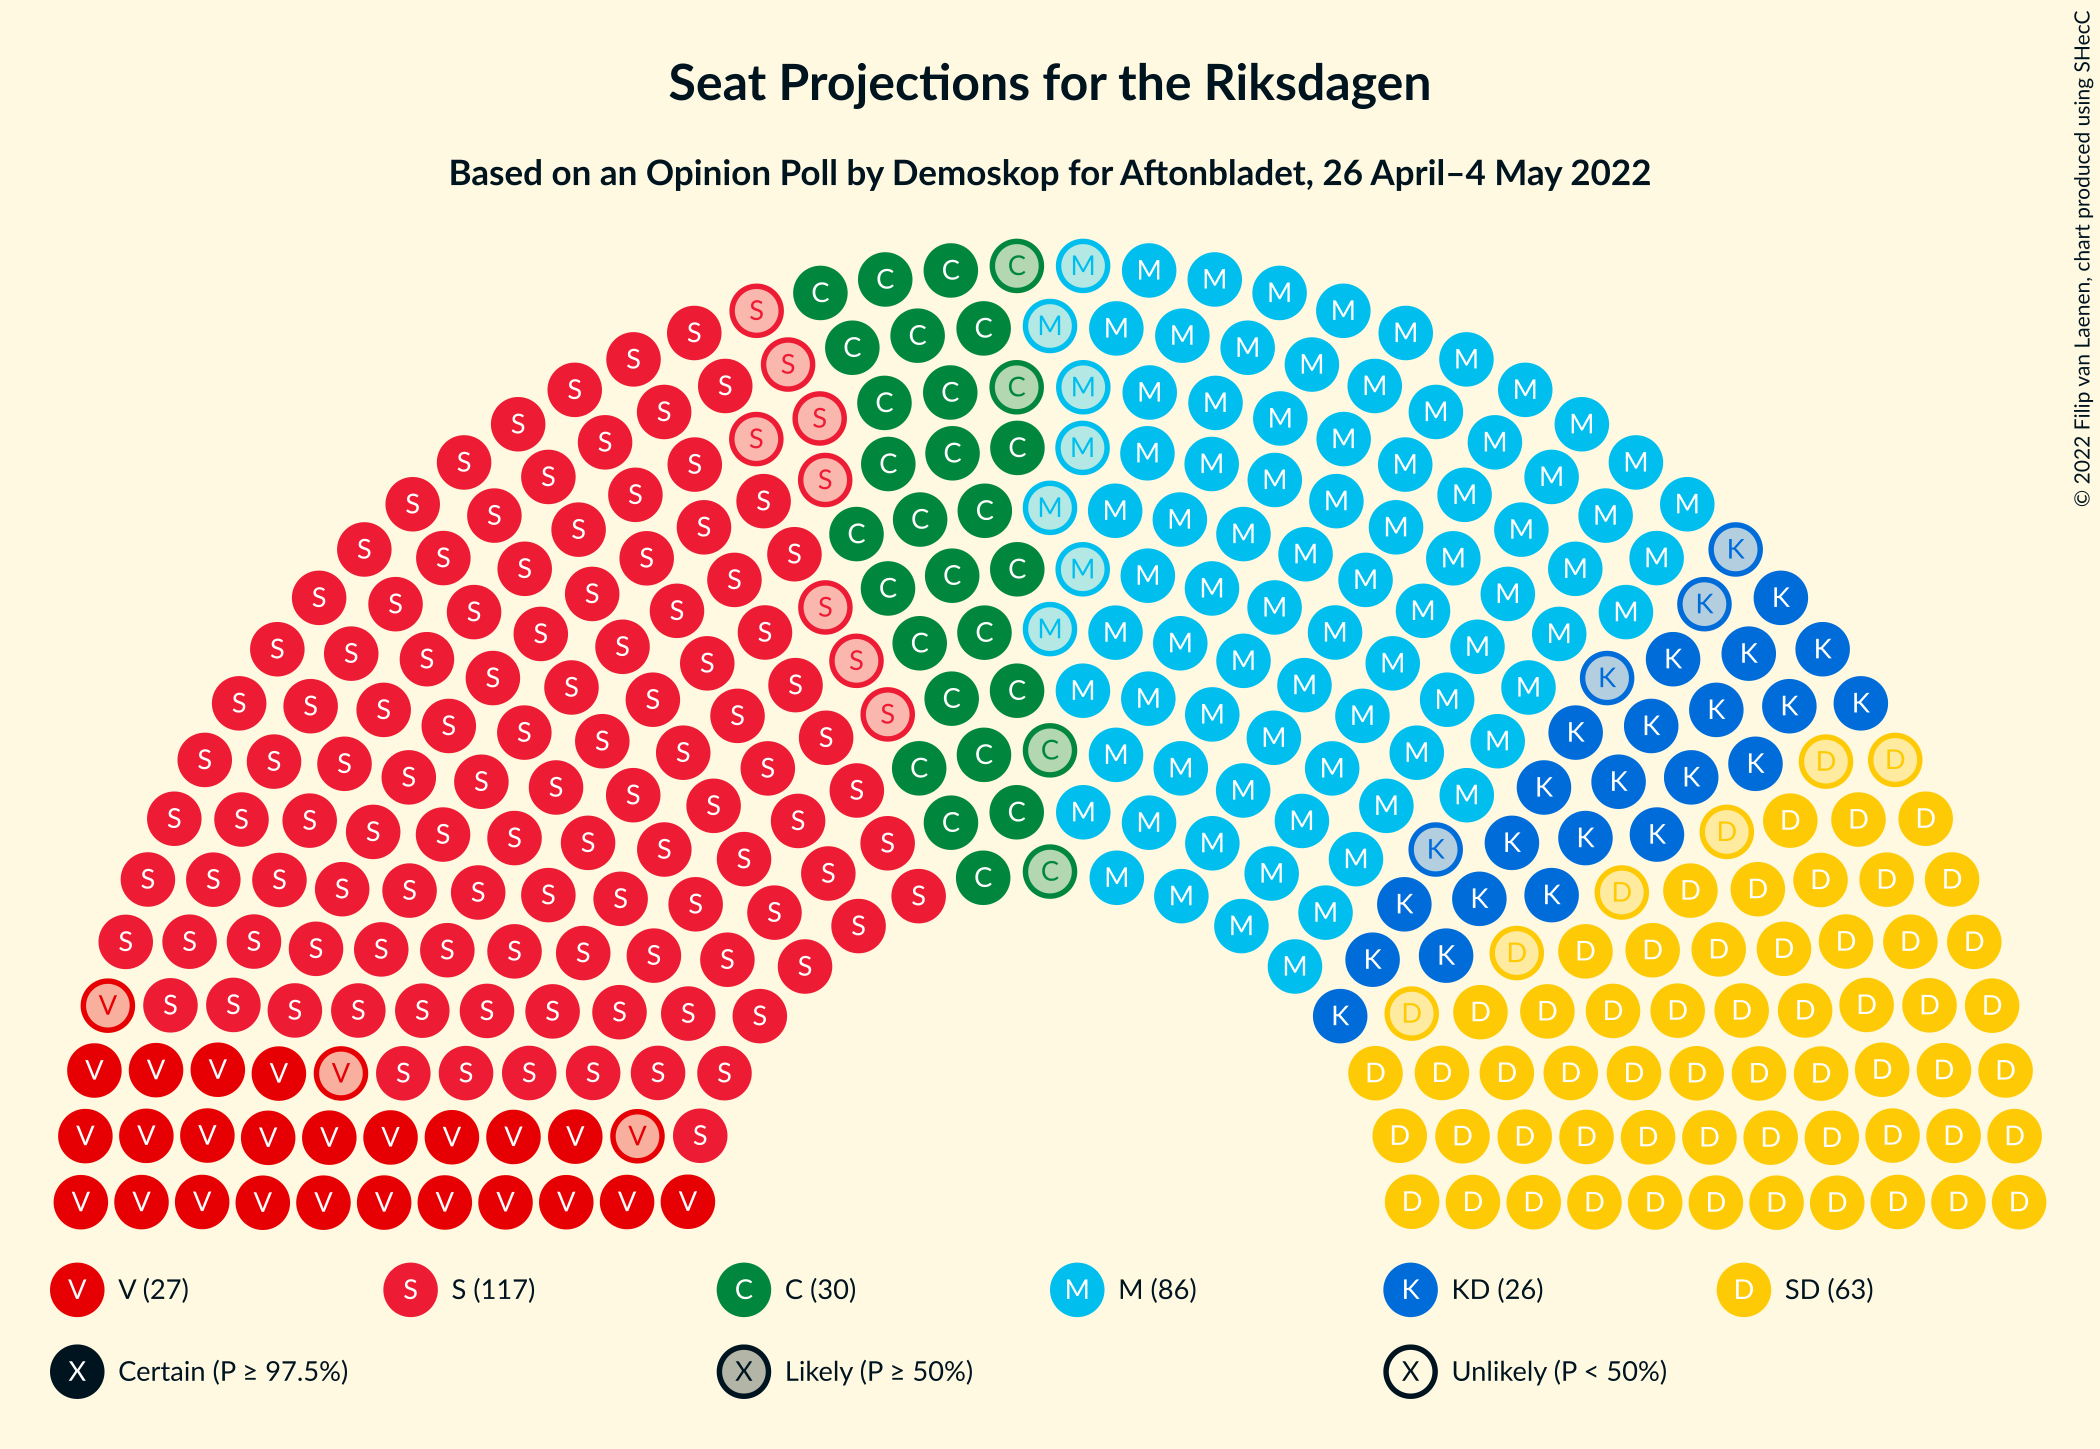 Seat Projections for the Riksdagen
Based on an Opinion Poll by Demoskop for Aftonbladet, 26 April–4 May 2022
© 2022 Filip van Laenen, chart produced using SHecC
V V (27) S S (117) C C (30) M M (86) K KD (26) D SD (63)
X Certain (P ≥ 97.5%) X Likely (P ≥ 50%) X Unlikely (P < 50%)